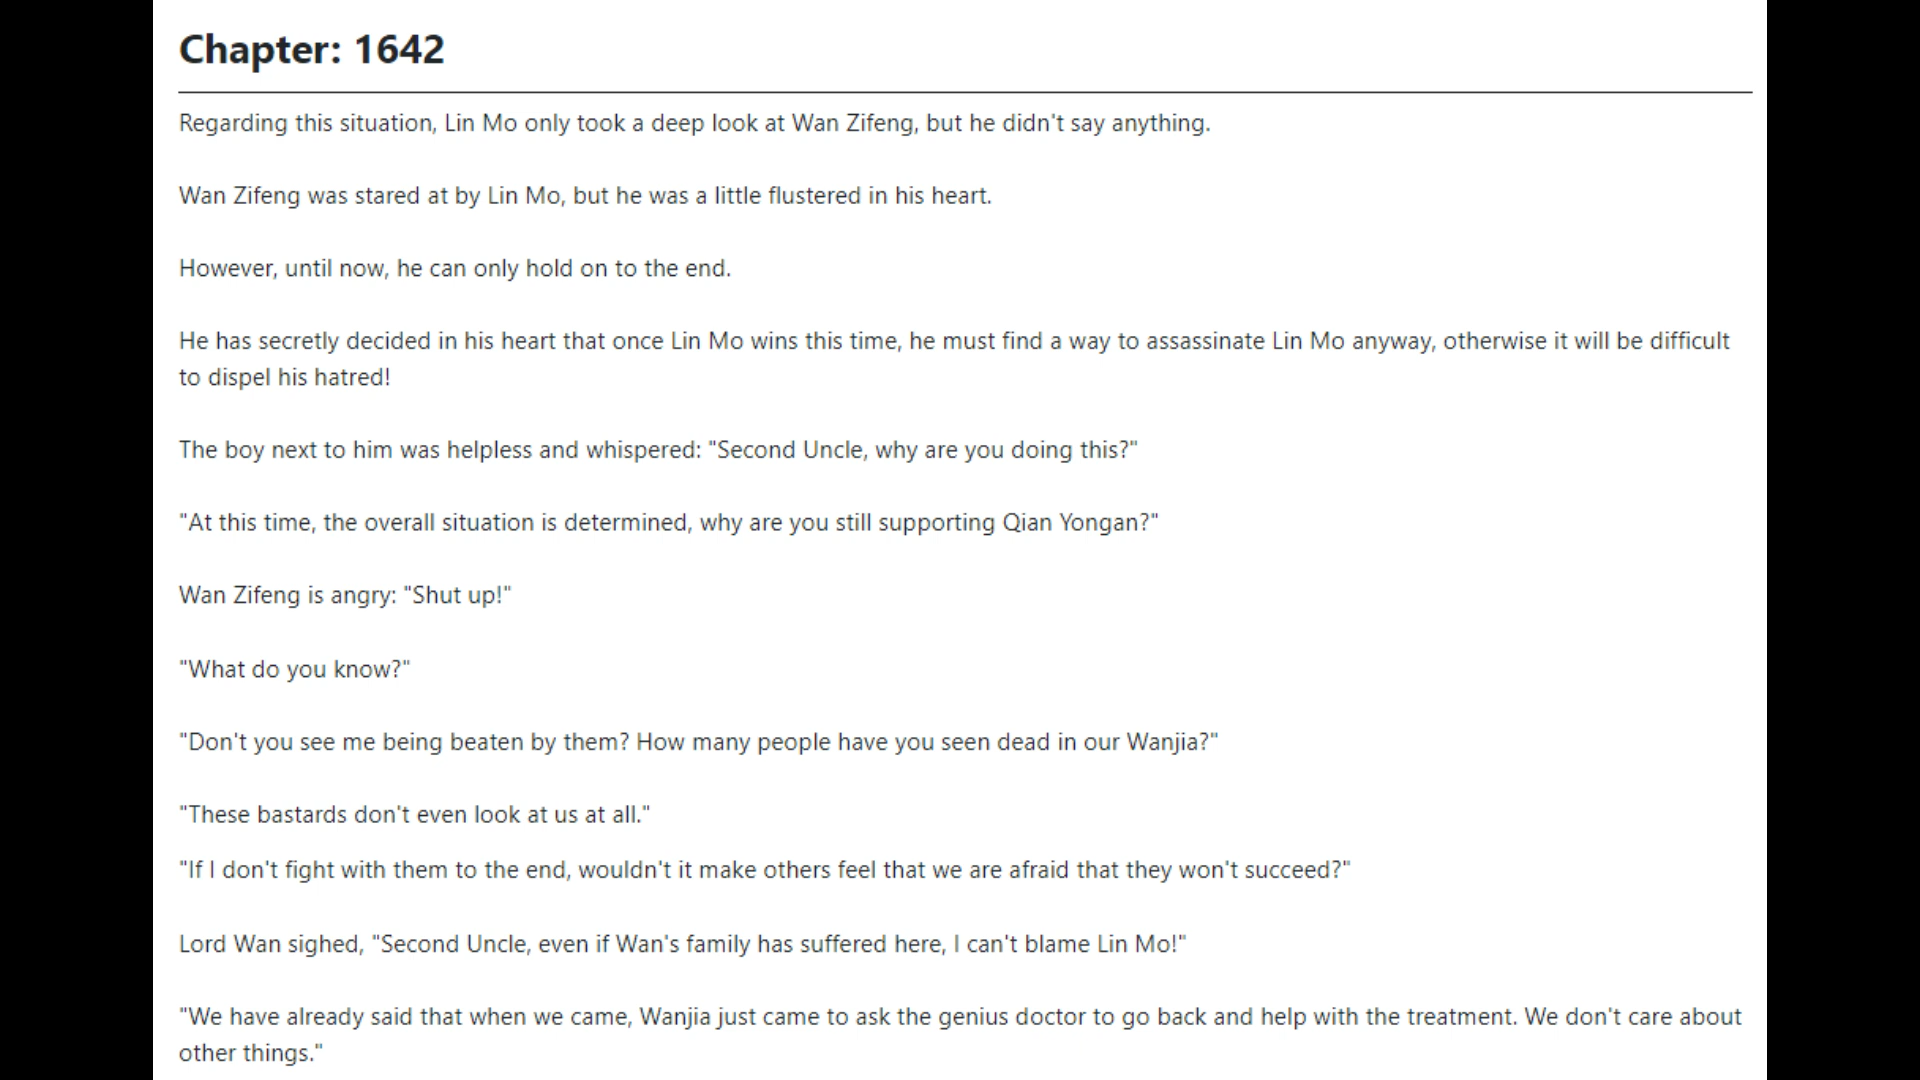 Chapter: 1642
Regarding this situation, Lin Mo only took a deep look at Wan Zifeng, but he didn't say anything.
Wan Zifeng was stared at by Lin Mo, but he was a little flustered in his heart.
However, until now, he can only hold on to the end.
He has secretly decided in his heart that once Lin Mo wins this time, he must find a way to assassinate Lin Mo anyway, otherwise it will be difficult
to dispel his hatred!
The boy next to him was helpless and whispered: "Second Uncle, why are you doing this?"
"At this time, the overall situation is determined, why are you still supporting Qian Yongan?"
Wan Zifeng is angry: "Shut up!"
"What do you know?"
"Don't you see me being beaten by them? How many people have you seen dead in our Wanjia?"
"These bastards don't even look at us at all."
"If I don't fight with them to the end, wouldn't it make others feel that we are afraid that they won't succeed?"
Lord Wan sighed, "Second Uncle, even if Wan's family has suffered here, I can't blame Lin Mo!"
"We have already said that when we came, Wanjia just came to ask the genius doctor to go back and help with the treatment. We don't care about
other things."